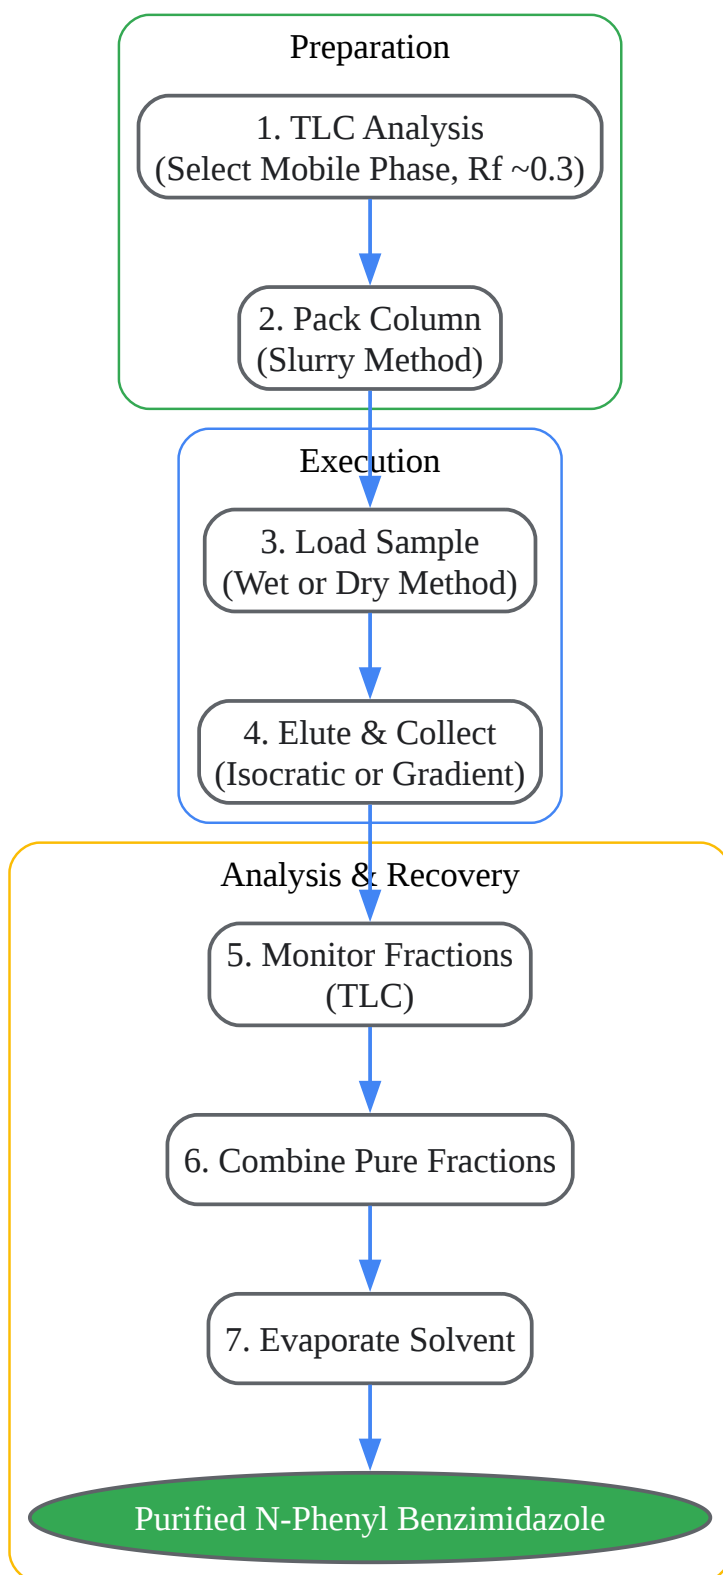 Preparation
1. TLC Analysis
(Select Mobile Phase, Rf ~0.3)
2. Pack Column
(Slurry Method)
Execution
3. Load Sample
(Wet or Dry Method)
4. Elute & Collect
(Isocratic or Gradient)
Analysis & Recovery
5. Monitor Fractions
(TLC)
6. Combine Pure Fractions
7. Evaporate Solvent
Purified N-Phenyl Benzimidazole